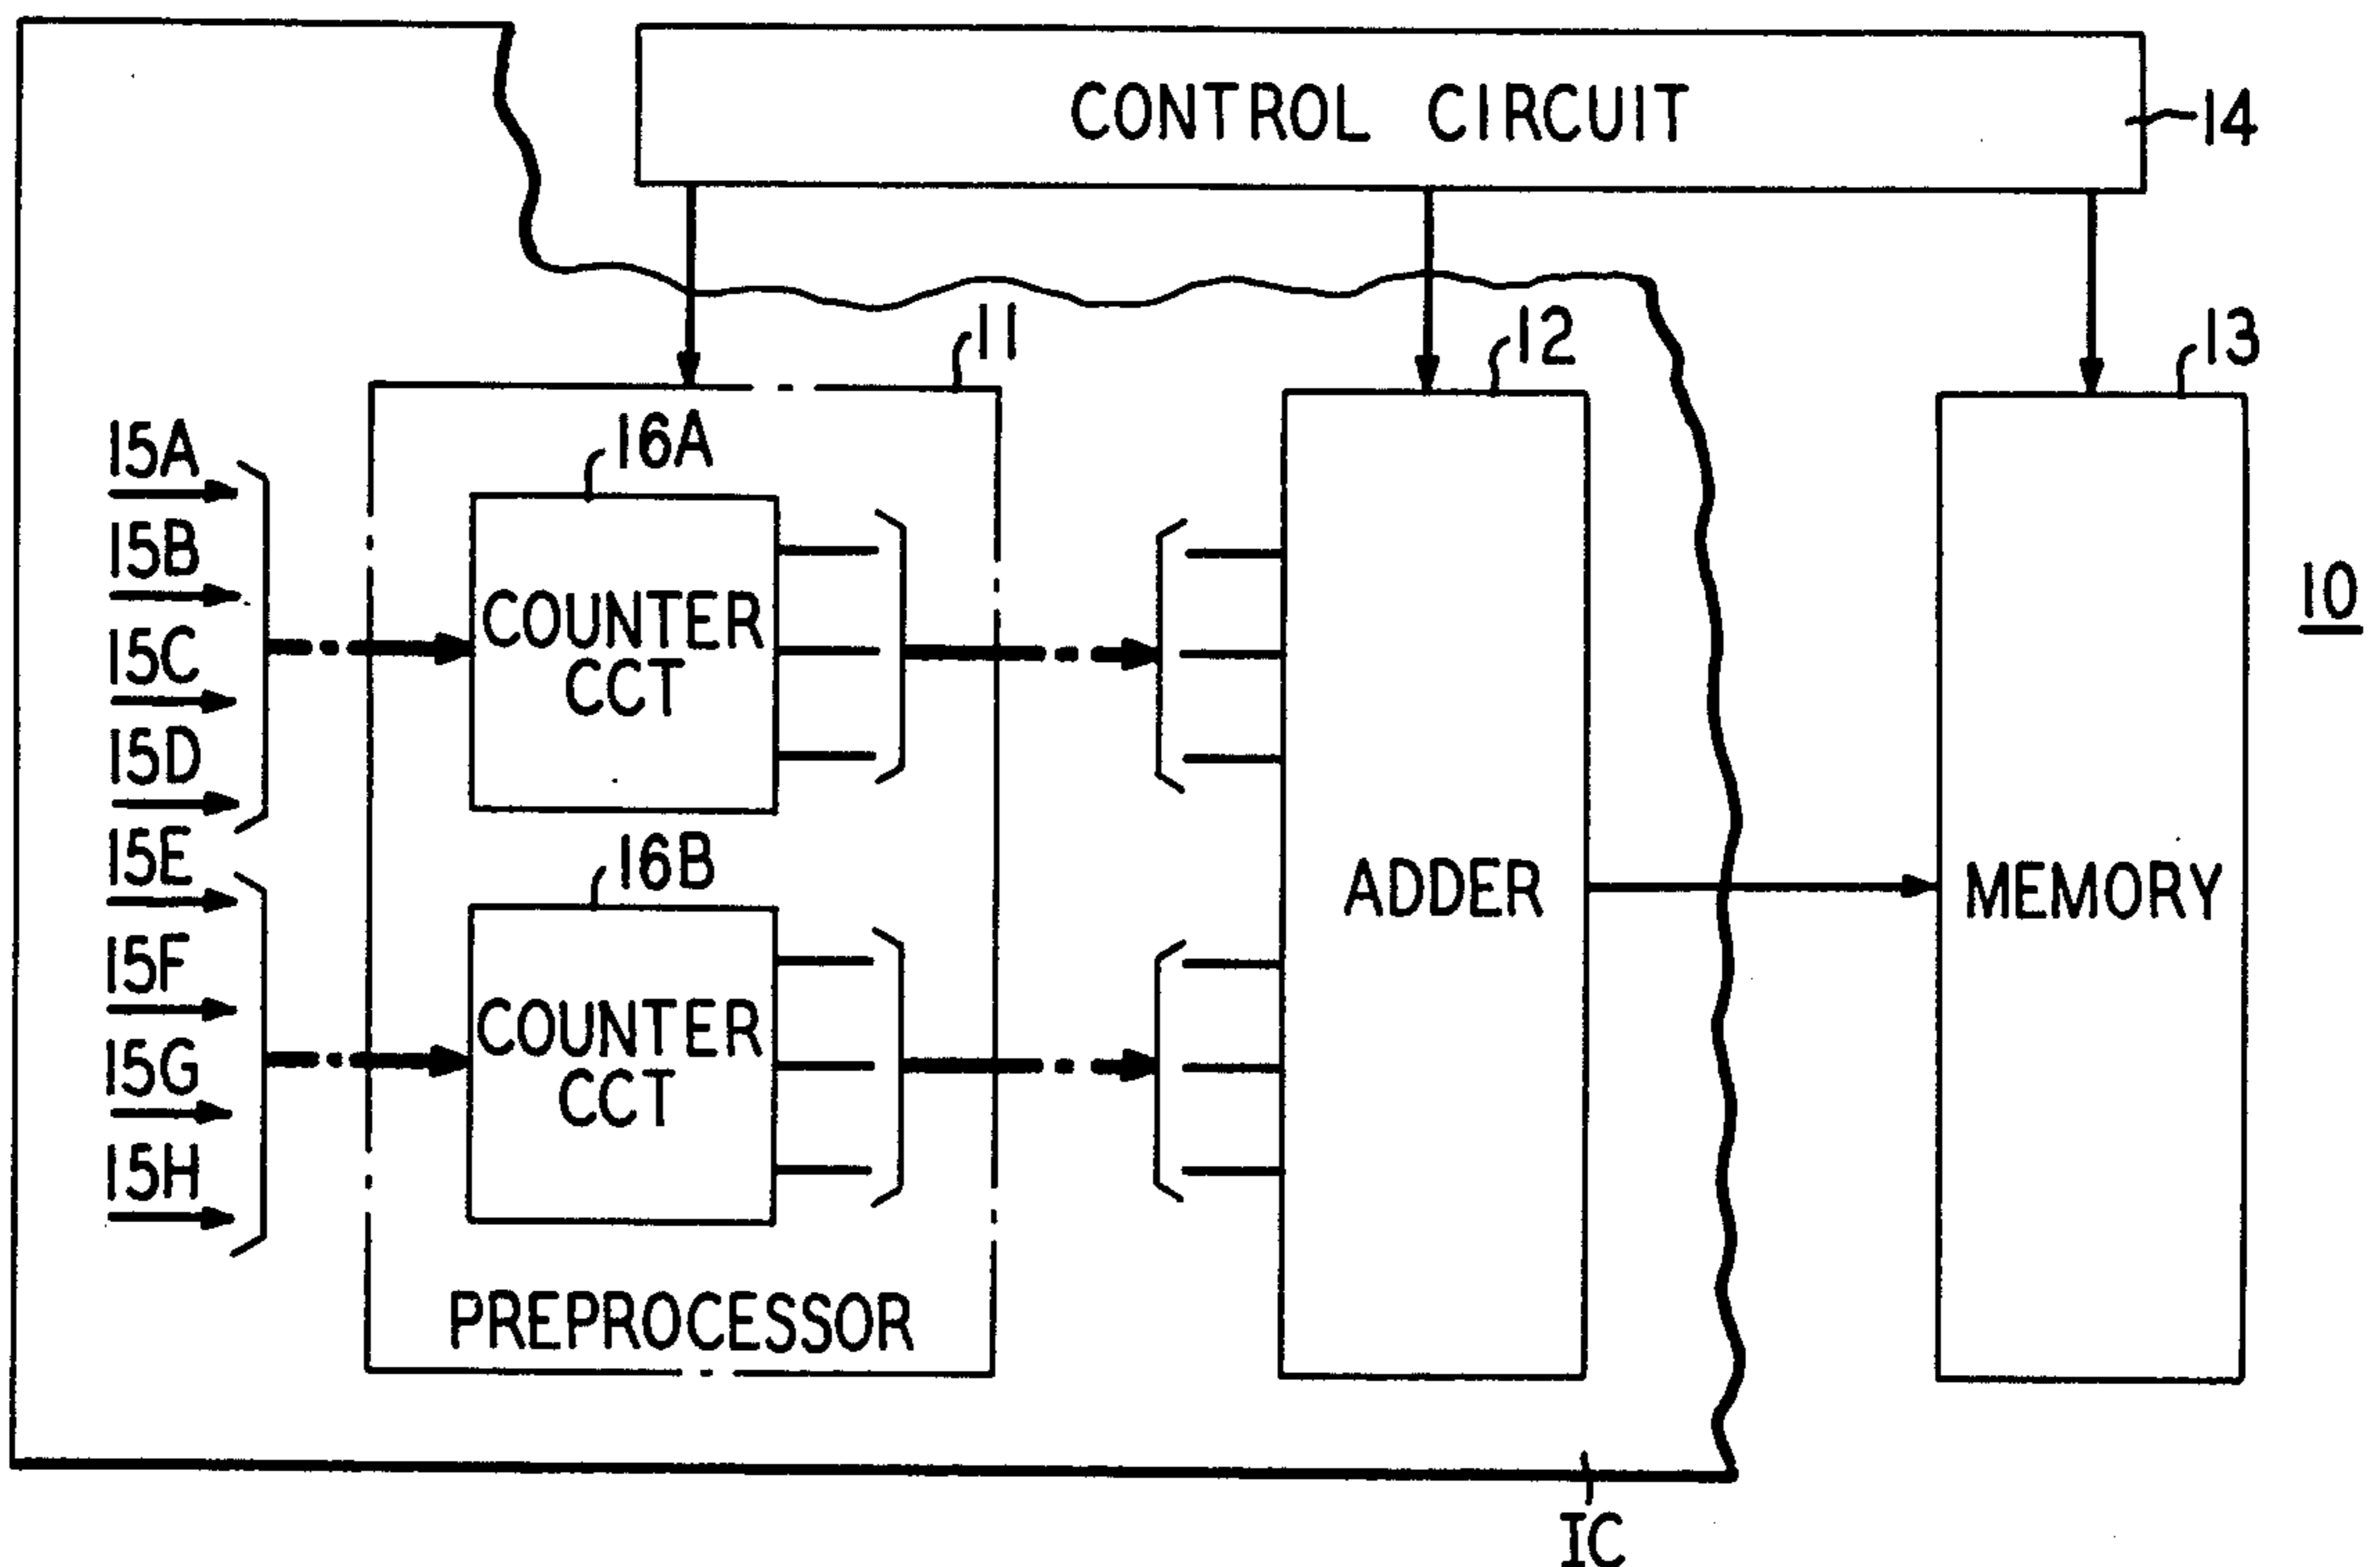 CONTROL CIRCUIT
14
11
12
13
15A
15B
15C
15D
15E
15F
15G
15H
16A
COUNTER
CCT
16B
COUNTER
CCT
PREPROCESSOR
ADDER
MEMORY
10
IC